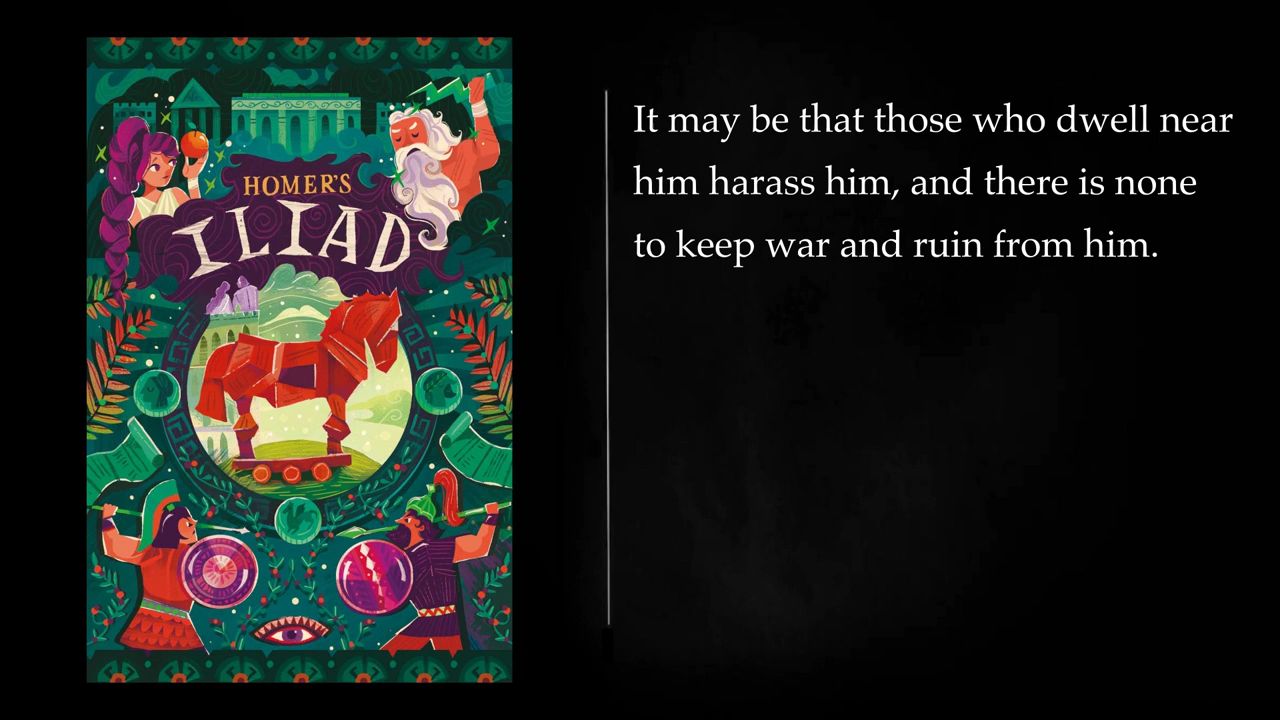 HOMER'S
ILIAD
It may be that those who dwell near
him harass him, and there is none
to keep war and ruin from him.